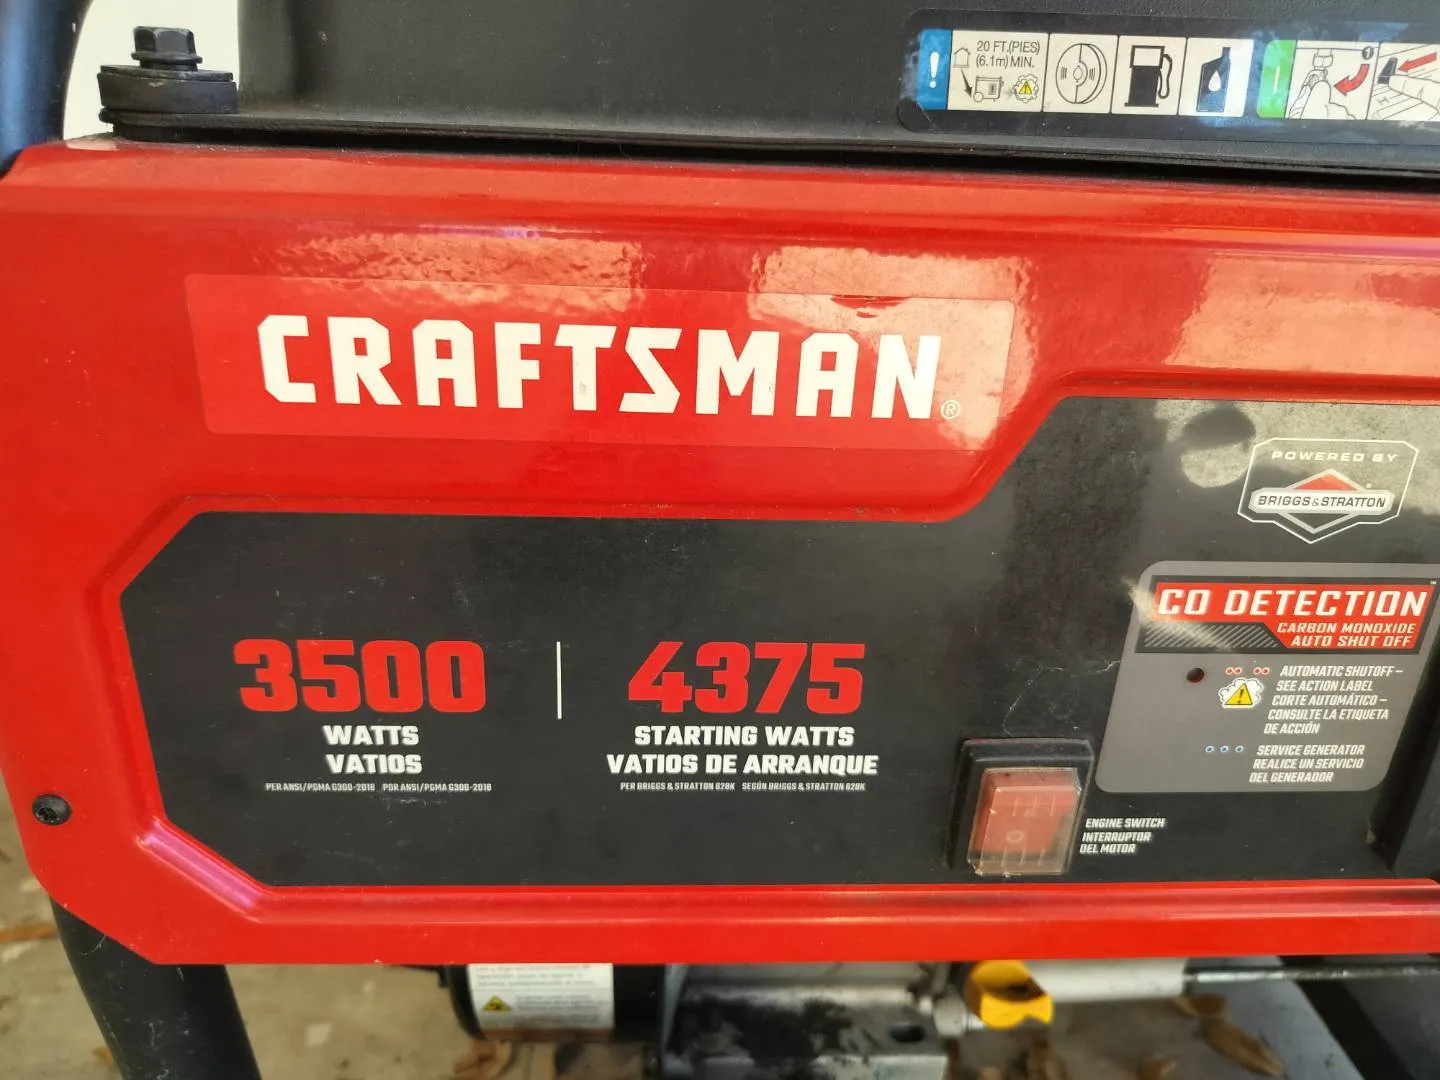 20 FT.(PIES)
(6.1m) MIN.
CRAFTSMAN®
POWERED BY
BRIGGS&STRATTON
CO DETECTION™
CARBON MONOXIDE
AUTO SHUT OFF
AUTOMATIC SHUTOFF –
SEE ACTION LABEL
CORTE AUTOMÁTICO –
CONSULTE LA ETIQUETA
DE ACCIÓN
SERVICE GENERATOR
REALICE UN SERVICIO
DEL GENERADOR
3500
WATTS
VATIOS
PER ANSI/PGMA G300-2018 POR ANSI/PGMA G300-2018
4375
STARTING WATTS
VATIOS DE ARRANQUE
PER BRIGGS & STRATTON 628K SEGÚN BRIGGS & STRATTON 628K
ENGINE SWITCH
INTERRUPTOR
DEL MOTOR